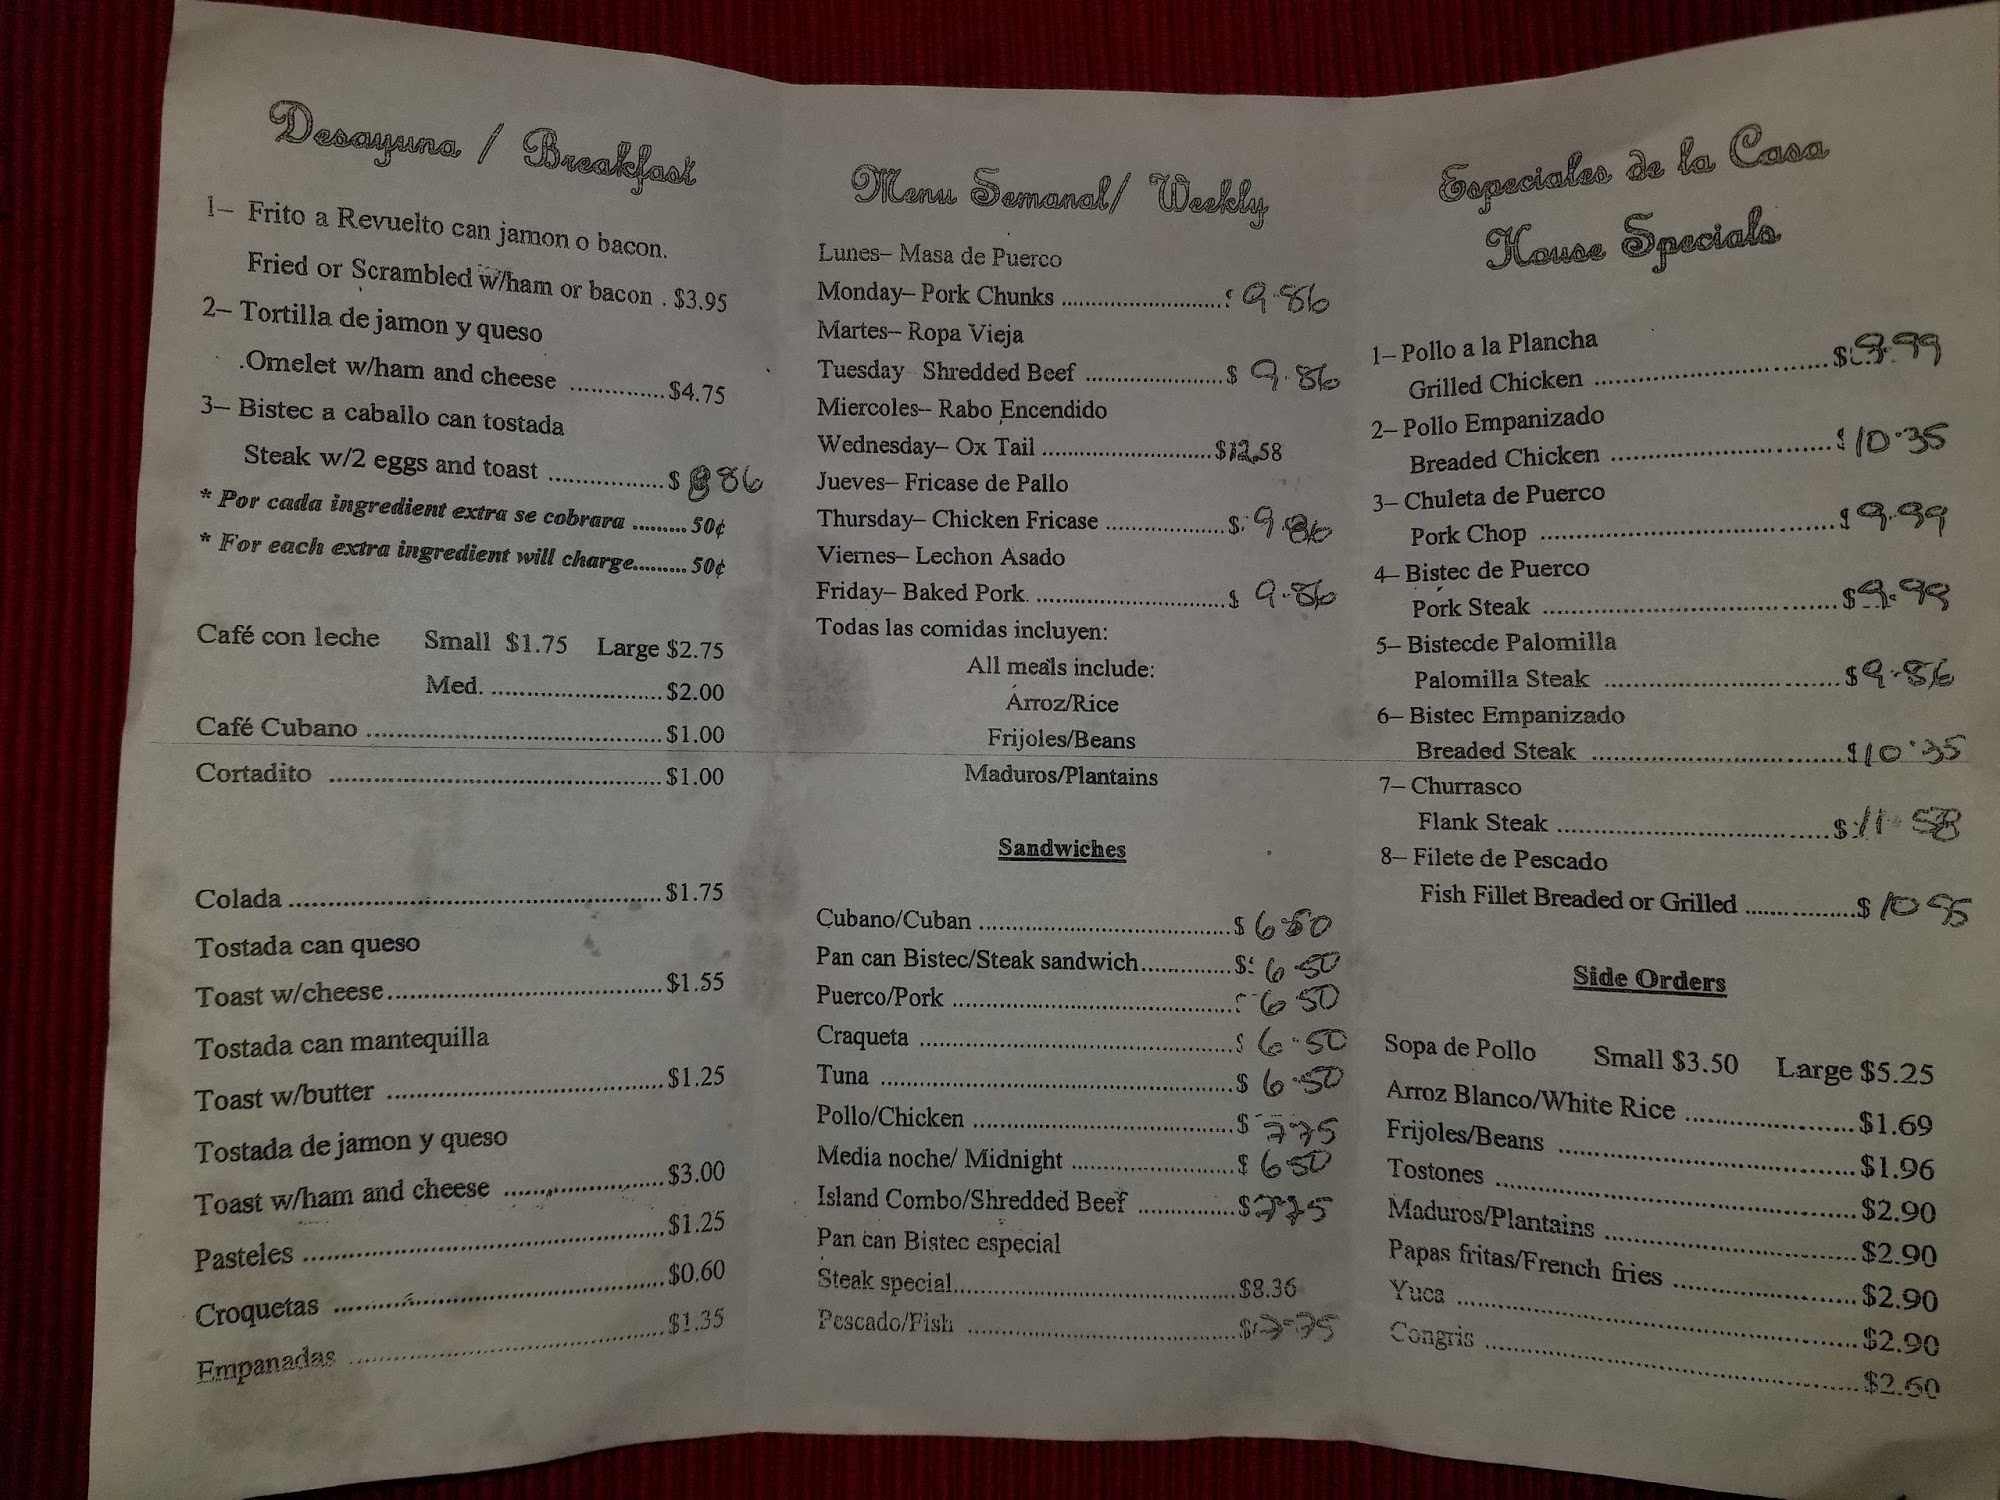 Desayuna / Breakfast
1– Frito a Revuelto can jamon o bacon.
Fried or Scrambled w/ham or bacon . $3.95
2– Tortilla de jamon y queso
.Omelet w/ham and cheese .............$4.75
3– Bistec a caballo can tostada
Steak w/2 eggs and toast ................. $ 8 86
* Por cada ingredient extra se cobrara ......... 50¢
* For each extra ingredient will charge.......... 50¢
Café con leche Small $1.75 Large $2.75
Med. ........................$2.00
Café Cubano .........................................$1.00
Cortadito ..............................................$1.00
Colada ....................................................$1.75
Tostada can queso
Toast w/cheese.......................................$1.55
Tostada can mantequilla
Toast w/butter .......................................$1.25
Tostada de jamon y queso
Toast w/ham and cheese .......................$3.00
Pasteles ..................................................$1.25
Croquetas ..............................................$0.60
Empanadas ............................................$1.35
Menu Semanal/ Weekly
Lunes– Masa de Puerco
Monday– Pork Chunks ........................ 9.86
Martes– Ropa Vieja
Tuesday Shredded Beef .....................$ 9.86
Miercoles-- Rabo Encendido
Wednesday– Ox Tail .........................$12.58
Jueves– Fricase de Pallo
Thursday– Chicken Fricase ...............$. 9.86
Viernes– Lechon Asado
Friday– Baked Pork. ...........................$ 9.86
Todas las comidas incluyen:
All meals include:
Arroz/Rice
Frijoles/Beans
Maduros/Plantains
Sandwiches
Cubano/Cuban ....................................$ 6.50
Pan can Bistec/Steak sandwich.............$: 6.50
Puerco/Pork ........................................ 6 50
Craqueta ............................................. 6.50
Tuna ...................................................$ 6.50
Pollo/Chicken ......................................$ 7.75
Media noche/ Midnight .......................$ 6 50
Island Combo/Shredded Beef ..............$7.75
Pan can Bistec especial
Steak special........................................$8.36
Pescado/Fish ......................................$ 7.75
Especiales de la Casa
House Specials
1– Pollo a la Plancha
Grilled Chicken ...................................$ 9.99
2– Pollo Empanizado
Breaded Chicken ................................. 10.35
3– Chuleta de Puerco
Pork Chop ........................................... 9.99
4– Bistec de Puerco
Pork Steak ..........................................$9.99
5– Bistecde Palomilla
Palomilla Steak ...................................$9.86
6– Bistec Empanizado
Breaded Steak .....................................$10.35
7– Churrasco
Flank Steak .........................................$ 11 58
8– Filete de Pescado
Fish Fillet Breaded or Grilled ................$ 10 95
Side Orders
Sopa de Pollo Small $3.50 Large $5.25
Arroz Blanco/White Rice .........................$1.69
Frijoles/Beans ...........................................$1.96
Tostones ....................................................$2.90
Maduros/Plantains ....................................$2.90
Papas fritas/French fries ...........................$2.90
Yuca ..........................................................$2.90
Congris ......................................................$2.60